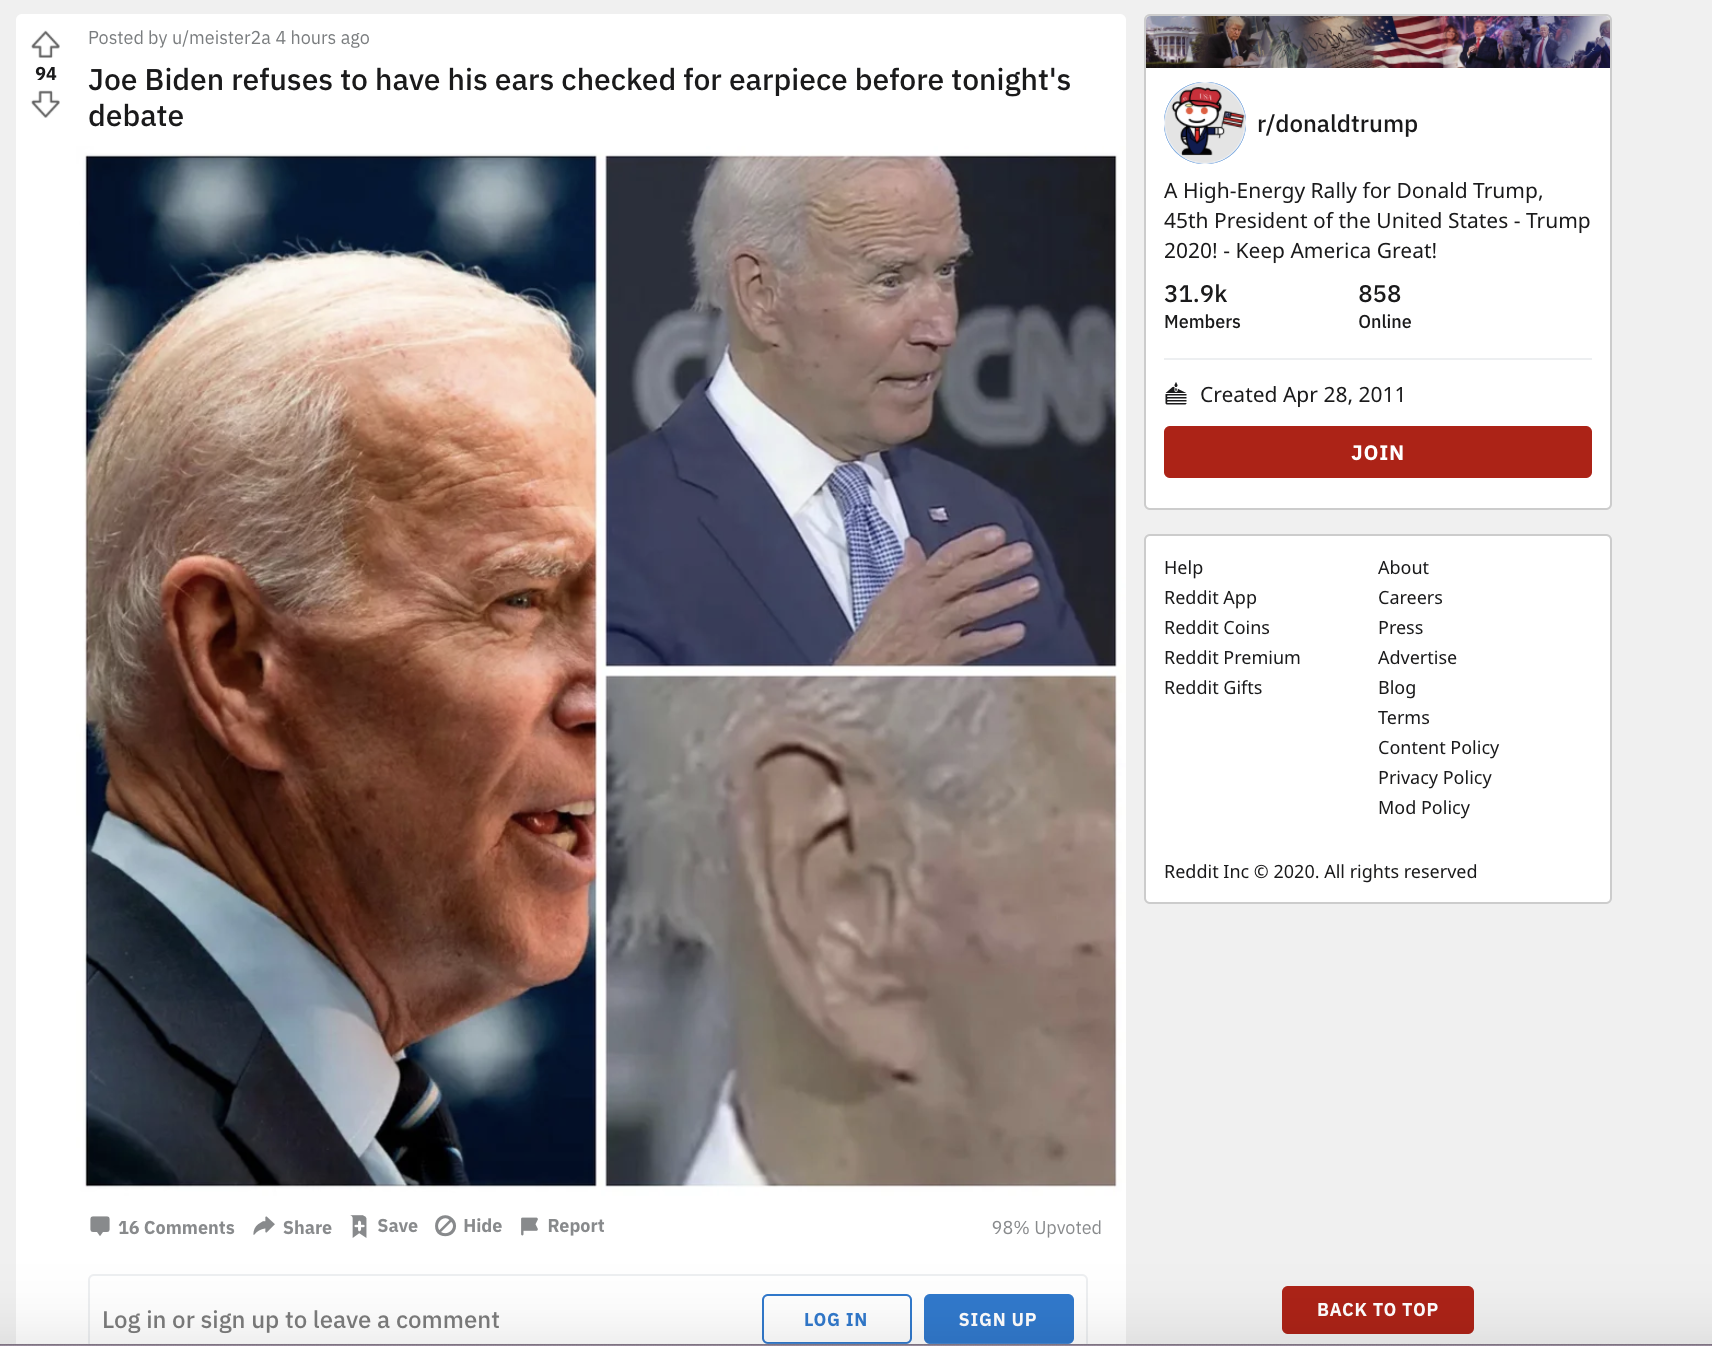 Posted by u/meister2a 4 hours ago
94
Joe Biden refuses to have his ears checked for earpiece before tonight's
debate
CNN
16 Comments
Share
Save
Hide
Report
98% Upvoted
Log in or sign up to leave a comment
LOG IN
SIGN UP
We the People
USA
r/donaldtrump
A High-Energy Rally for Donald Trump,
45th President of the United States - Trump
2020! - Keep America Great!
31.9k
858
Members
Online
Created Apr 28, 2011
JOIN
Help
About
Reddit App
Careers
Reddit Coins
Press
Reddit Premium
Advertise
Reddit Gifts
Blog
Terms
Content Policy
Privacy Policy
Mod Policy
Reddit Inc © 2020. All rights reserved
BACK TO TOP